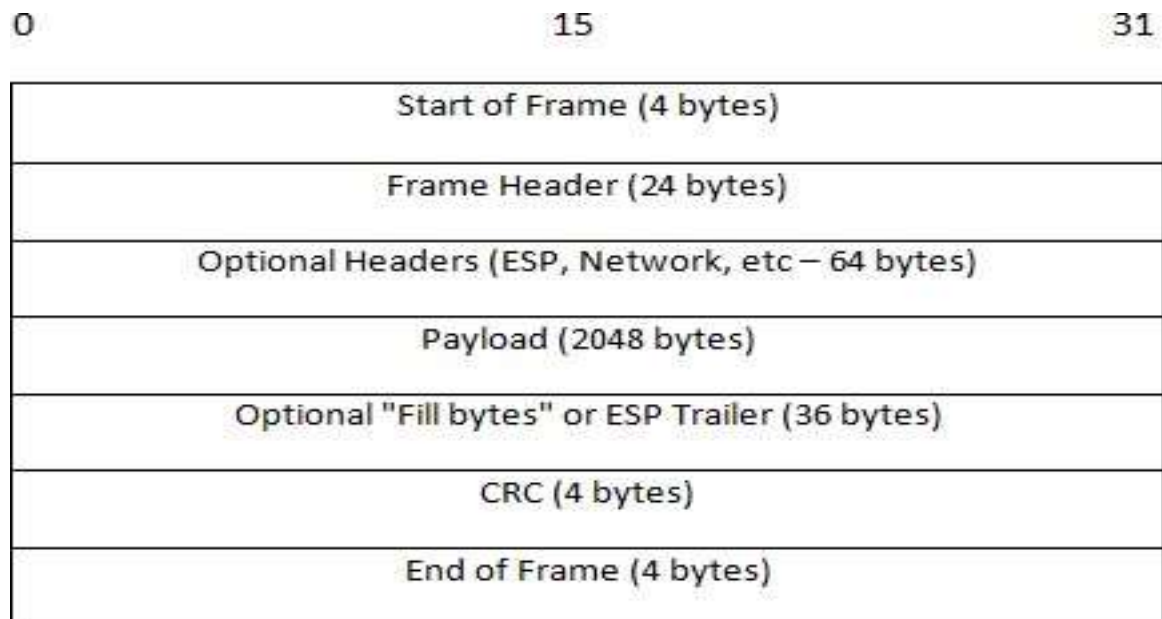 0 15 31
Start of Frame (4 bytes)
Frame Header (24 bytes)
Optional Headers (ESP, Network, etc – 64 bytes)
Payload (2048 bytes)
Optional "Fill bytes" or ESP Trailer (36 bytes)
CRC (4 bytes)
End of Frame (4 bytes)